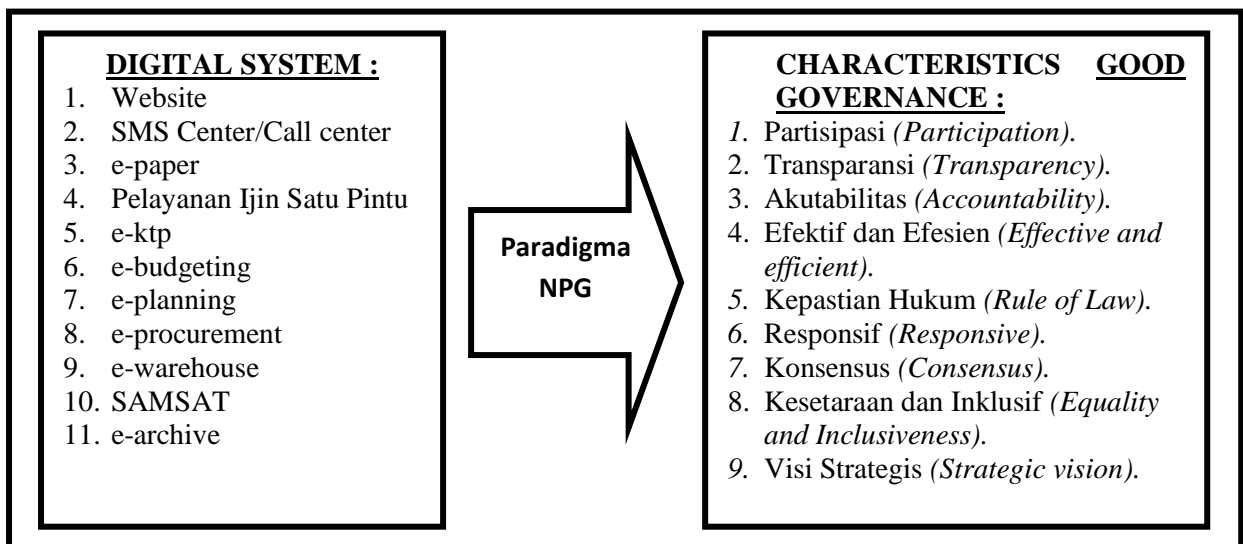 DIGITAL SYSTEM :
1. Website
2. SMS Center/Call center
3. e-paper
4. Pelayanan Ijin Satu Pintu
5. e-ktp
6. e-budgeting
7. e-planning
8. e-procurement
9. e-warehouse
10. SAMSAT
11. e-archive
Paradigma
NPG
CHARACTERISTICS GOOD
GOVERNANCE :
1. Partisipasi (Participation).
2. Transparansi (Transparency).
3. Akutabilitas (Accountability).
4. Efektif dan Efesien (Effective and
efficient).
5. Kepastian Hukum (Rule of Law).
6. Responsif (Responsive).
7. Konsensus (Consensus).
8. Kesetaraan dan Inklusif (Equality
and Inclusiveness).
9. Visi Strategis (Strategic vision).